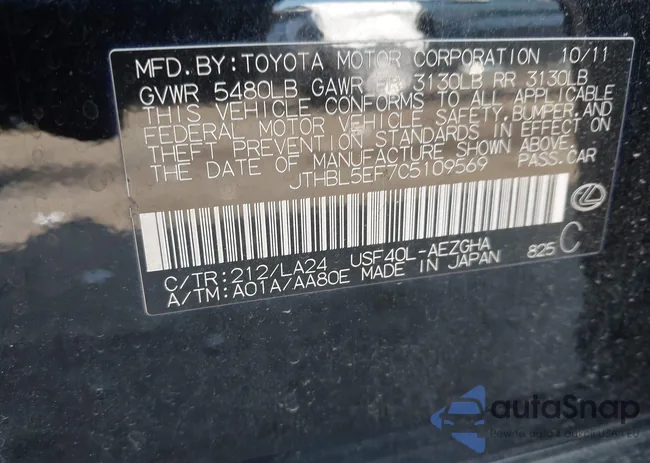 MFD.BY:TOYOTA MOTOR CORPORATION 10/11
GVWR 5480LB GAWR FR 3130LB RR 3130LB
THIS VEHICLE CONFORMS TO ALL APPLICABLE
FEDERAL MOTOR VEHICLE SAFETY,BUMPER,AND
THEFT PREVENTION STANDARDS IN EFFECT ON
THE DATE OF MANUFACTURE SHOWN ABOVE.
JTHBL5EF7C5109569 PASS.CAR
C/TR:212/LA24 USF40L-AEZGHA 825 C
A/TM:A01A/AA80E MADE IN JAPAN
autoSnap
Pewne auto z